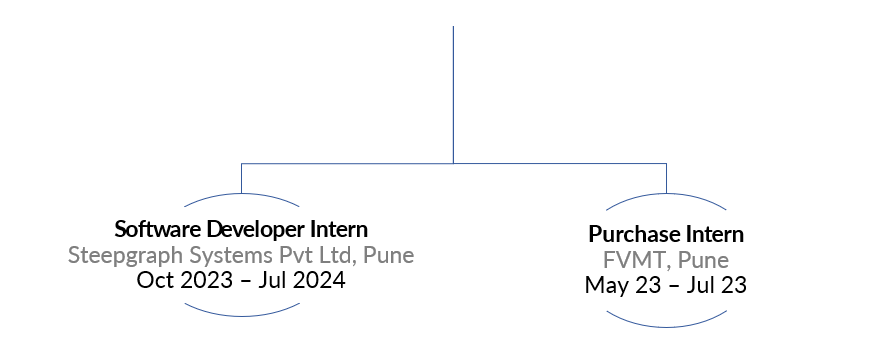 Software Developer Intern
Steepgraph Systems Pvt Ltd, Pune
Oct 2023 – Jul 2024
Purchase Intern
FVMT, Pune
May 23 – Jul 23